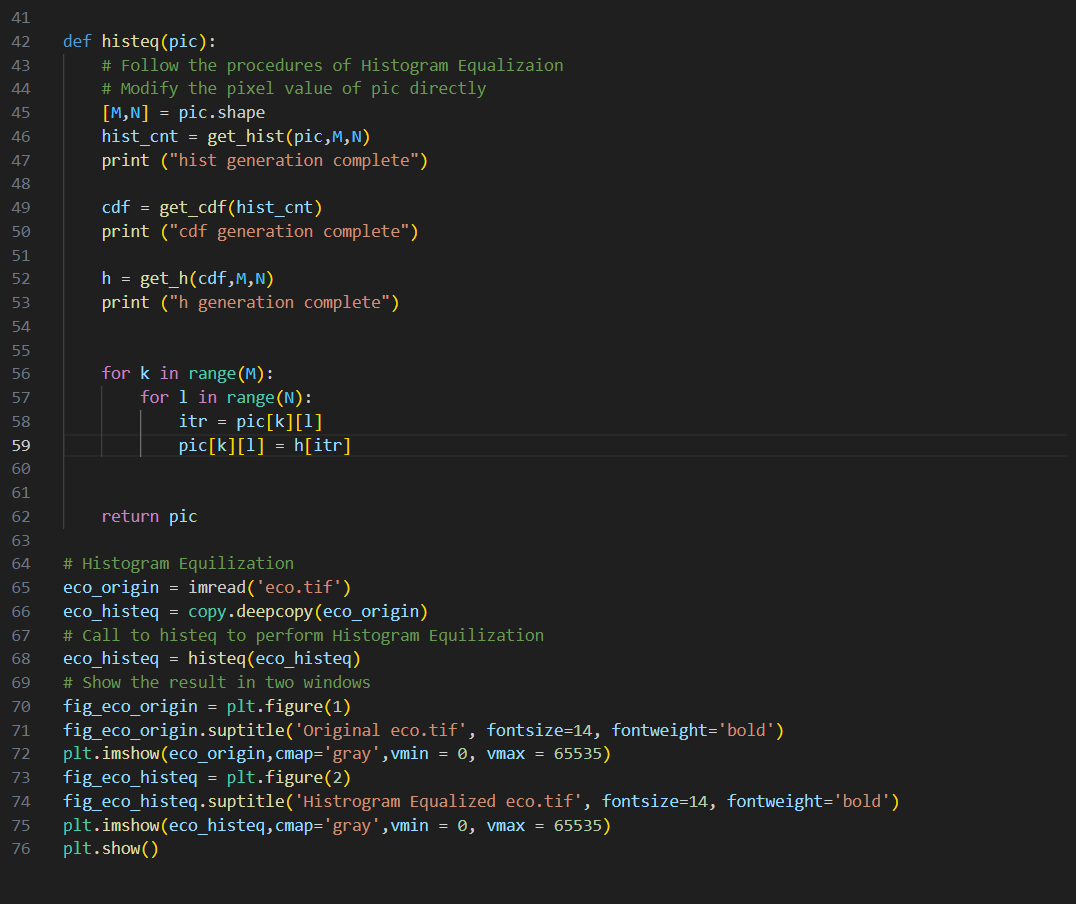 41
42 def histeq(pic):
43 # Follow the procedures of Histogram Equalizaion
44 # Modify the pixel value of pic directly
45 [M,N] = pic.shape
46 hist_cnt = get_hist(pic,M,N)
47 print ("hist generation complete")
48
49 cdf = get_cdf(hist_cnt)
50 print ("cdf generation complete")
51
52 h = get_h(cdf,M,N)
53 print ("h generation complete")
54
55
56 for k in range(M):
57 for l in range(N):
58 itr = pic[k][l]
59 pic[k][l] = h[itr]
60
61
62 return pic
63
64 # Histogram Equilization
65 eco_origin = imread('eco.tif')
66 eco_histeq = copy.deepcopy(eco_origin)
67 # Call to histeq to perform Histogram Equilization
68 eco_histeq = histeq(eco_histeq)
69 # Show the result in two windows
70 fig_eco_origin = plt.figure(1)
71 fig_eco_origin.suptitle('Original eco.tif', fontsize=14, fontweight='bold')
72 plt.imshow(eco_origin,cmap='gray',vmin = 0, vmax = 65535)
73 fig_eco_histeq = plt.figure(2)
74 fig_eco_histeq.suptitle('Histrogram Equalized eco.tif', fontsize=14, fontweight='bold')
75 plt.imshow(eco_histeq,cmap='gray',vmin = 0, vmax = 65535)
76 plt.show()